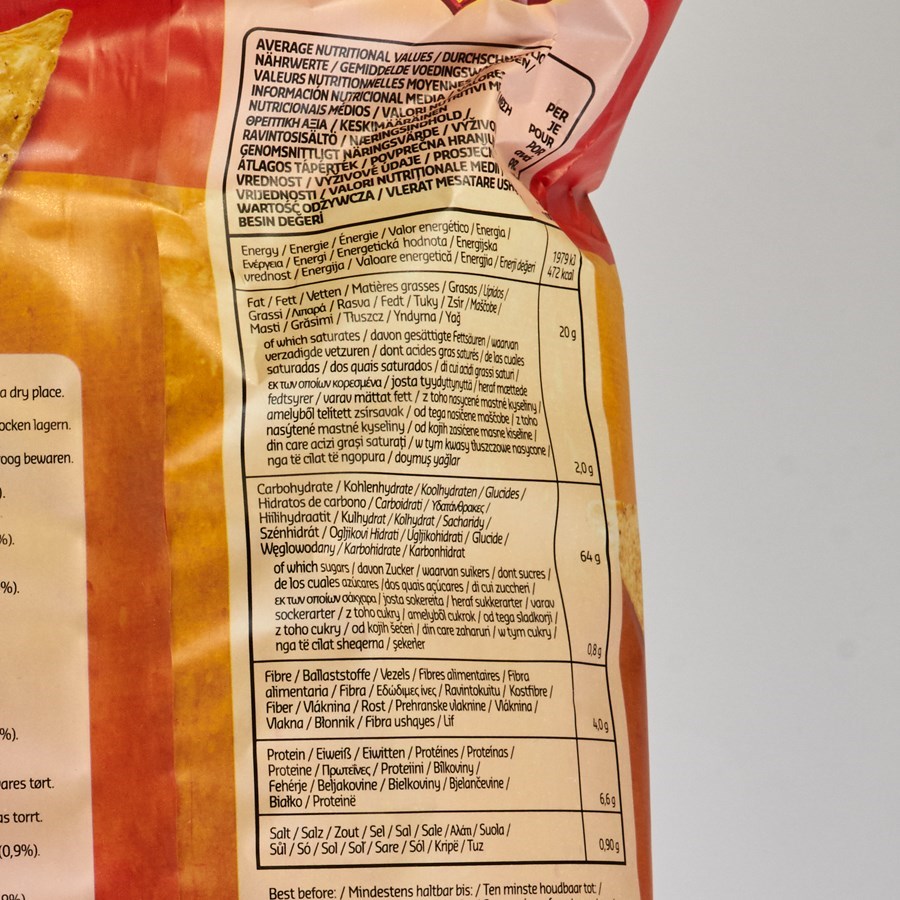 AVERAGE NUTRITIONAL VALUES / DURCHSCH
NÄHRWERTE / GEMIDDELDE VOEDINGSW
VALEURS NUTRITIONNELLES MOYENNES
INFORMACIÓN NUTRICIONAL MEDIA
NUTRICIONAIS MÉDIOS / VALORI
ΘΡΕΠΤΙΚΗ ΑΞΙΑ / KESKIMÄÄRÄINEN
RAVINTOSISÄLTÖ / NÆRINGSINDHOLD /
GENOMSNITTLIGT NÄRINGSVÄRDE / VÝŽIVO
ÁTLAGOS TÁPÉRTÉK / POVPREČNA HRANIL
VREDNOST / VÝŽIVOVÉ ÚDAJE / PROSJEČ
VRIJEDNOSTI / VALORI NUTRIȚIONALE MEDII
WARTOŚĆ ODŻYWCZA / VLERAT MESATARE USH
BESIN DEĞERİ
PER
JE
POUR
POR
and
Energy / Energie / Énergie / Valor energético / Energia /
Ενέργεια / Energi / Energetická hodnota / Energijska
vrednost / Energija / Valoare energetică / Energjia / Enerji değeri
1979 kJ
472 kcal
Fat / Fett / Vetten / Matières grasses / Grasas / Lípidos /
Grassi / Λιπαρά / Rasva / Fedt / Tuky / Zsír / Maščobe /
Masti / Grăsimi / Tłuszcz / Yndyrna / Yağ
20 g
of which saturates / davon gesättigte Fettsäuren / waarvan
verzadigde vetzuren / dont acides gras saturés / de las cuales
saturadas / dos quais saturados / di cui acidi grassi saturi /
εκ των οποίων κορεσμένα / josta tyydyttynyttä / heraf mættede
fedtsyrer / varav mättat fett / z toho nasycené mastné kyseliny /
amelyből telített zsírsavak / od tega nasičene maščobe / z toho
nasýtené mastné kyseliny / od kojih zasićene masne kiseline /
din care acizi grași saturați / w tym kwasy tłuszczowe nasycone /
nga të cilat të ngopura / doymuş yağlar
2,0 g
Carbohydrate / Kohlenhydrate / Koolhydraten / Glucides /
Hidratos de carbono / Carboidrati / Υδατάνθρακες /
Hiilihydraatit / Kulhydrat / Kolhydrat / Sacharidy /
Szénhidrát / Ogljikovi Hidrati / Ugljikohidrati / Glucide /
Węglowodany / Karbohidrate / Karbonhidrat
64 g
of which sugars / davon Zucker / waarvan suikers / dont sucres /
de los cuales azúcares / dos quais açúcares / di cui zuccheri /
εκ των οποίων σάκχαρα / josta sokereita / heraf sukkerarter / varav
sockerarter / z toho cukry / amelyből cukrok / od tega sladkorji /
z toho cukry / od kojih šećeri / din care zaharuri / w tym cukry /
nga të cilat sheqerna / şekerler
0,8 g
Fibre / Ballaststoffe / Vezels / Fibres alimentaires / Fibra
alimentaria / Fibra / Εδώδιμες ίνες / Ravintokuitu / Kostfibre /
Fiber / Vláknina / Rost / Prehranske vlaknine / Vláknina /
Vlakna / Błonnik / Fibra ushqyes / Lif
4,0 g
Protein / Eiweiß / Eiwitten / Protéines / Proteínas /
Proteine / Πρωτεΐνες / Proteiini / Bílkoviny /
Fehérje / Beljakovine / Bielkoviny / Bjelančevine /
Białko / Proteinë
6,6 g
Salt / Salz / Zout / Sel / Sal / Sale / Αλάτι / Suola /
Sůl / Só / Sol / Soľ / Sare / Sól / Kripë / Tuz
0,90 g
Best before: / Mindestens haltbar bis: / Ten minste houdbaar tot: /
a dry place.
ocken lagern.
oog bewaren.
).
%).
%).
%).
ares tørt.
as torrt.
(0,9%).